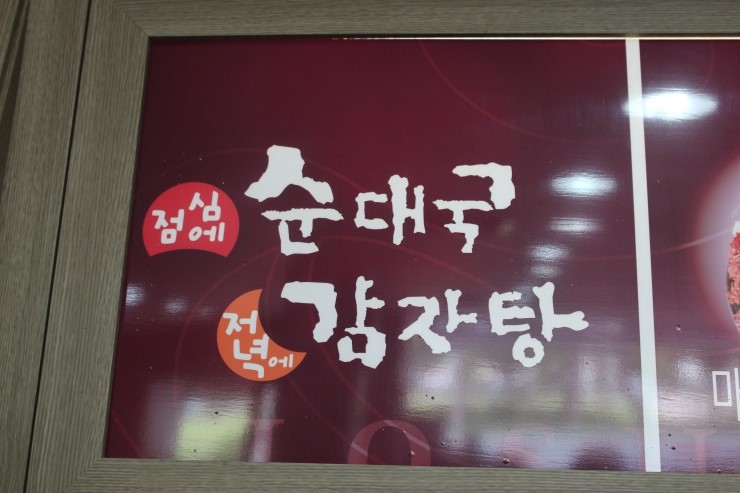 점심에 순대국
저녁에 감자탕